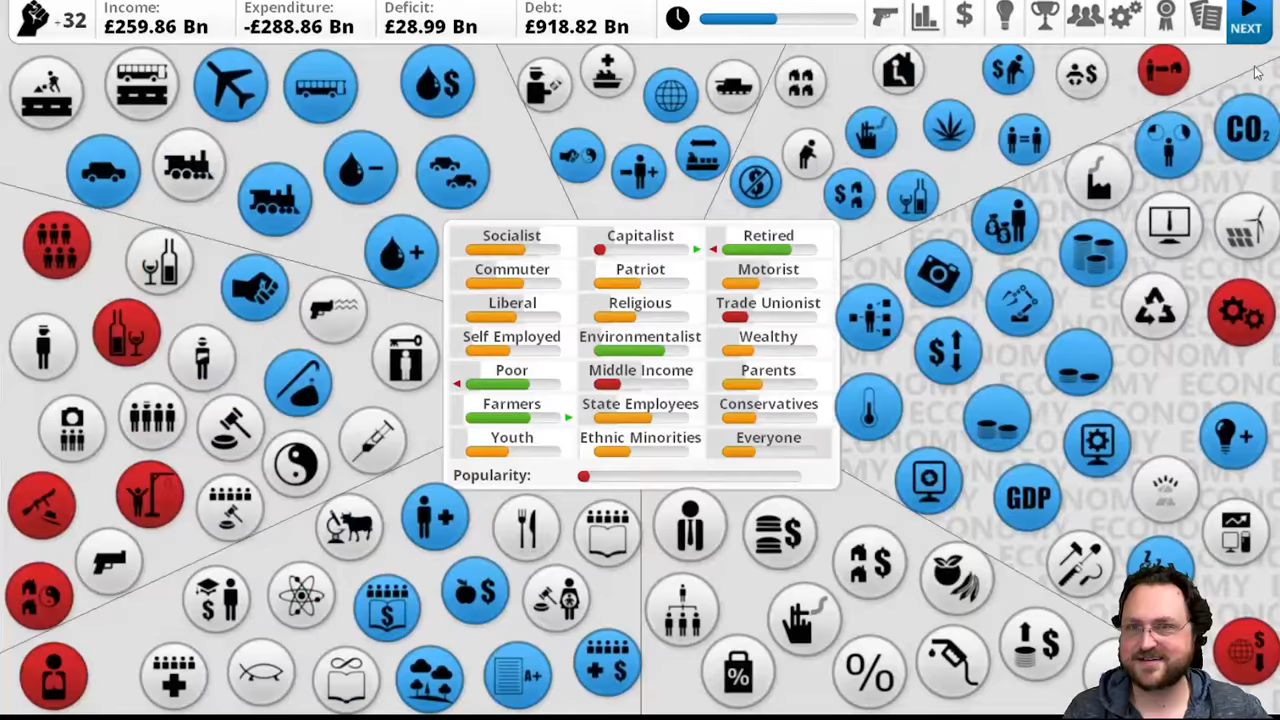 +32
Income:
£259.86 Bn
Expenditure:
-£288.86 Bn
Deficit:
£28.99 Bn
Debt:
£918.82 Bn
NEXT
Socialist
Capitalist
Retired
Commuter
Patriot
Motorist
Liberal
Religious
Trade Unionist
Self Employed
Environmentalist
Wealthy
Poor
Middle Income
Parents
Farmers
State Employees
Conservatives
Youth
Ethnic Minorities
Everyone
Popularity:
CO2
GDP
A+
ECONOMY